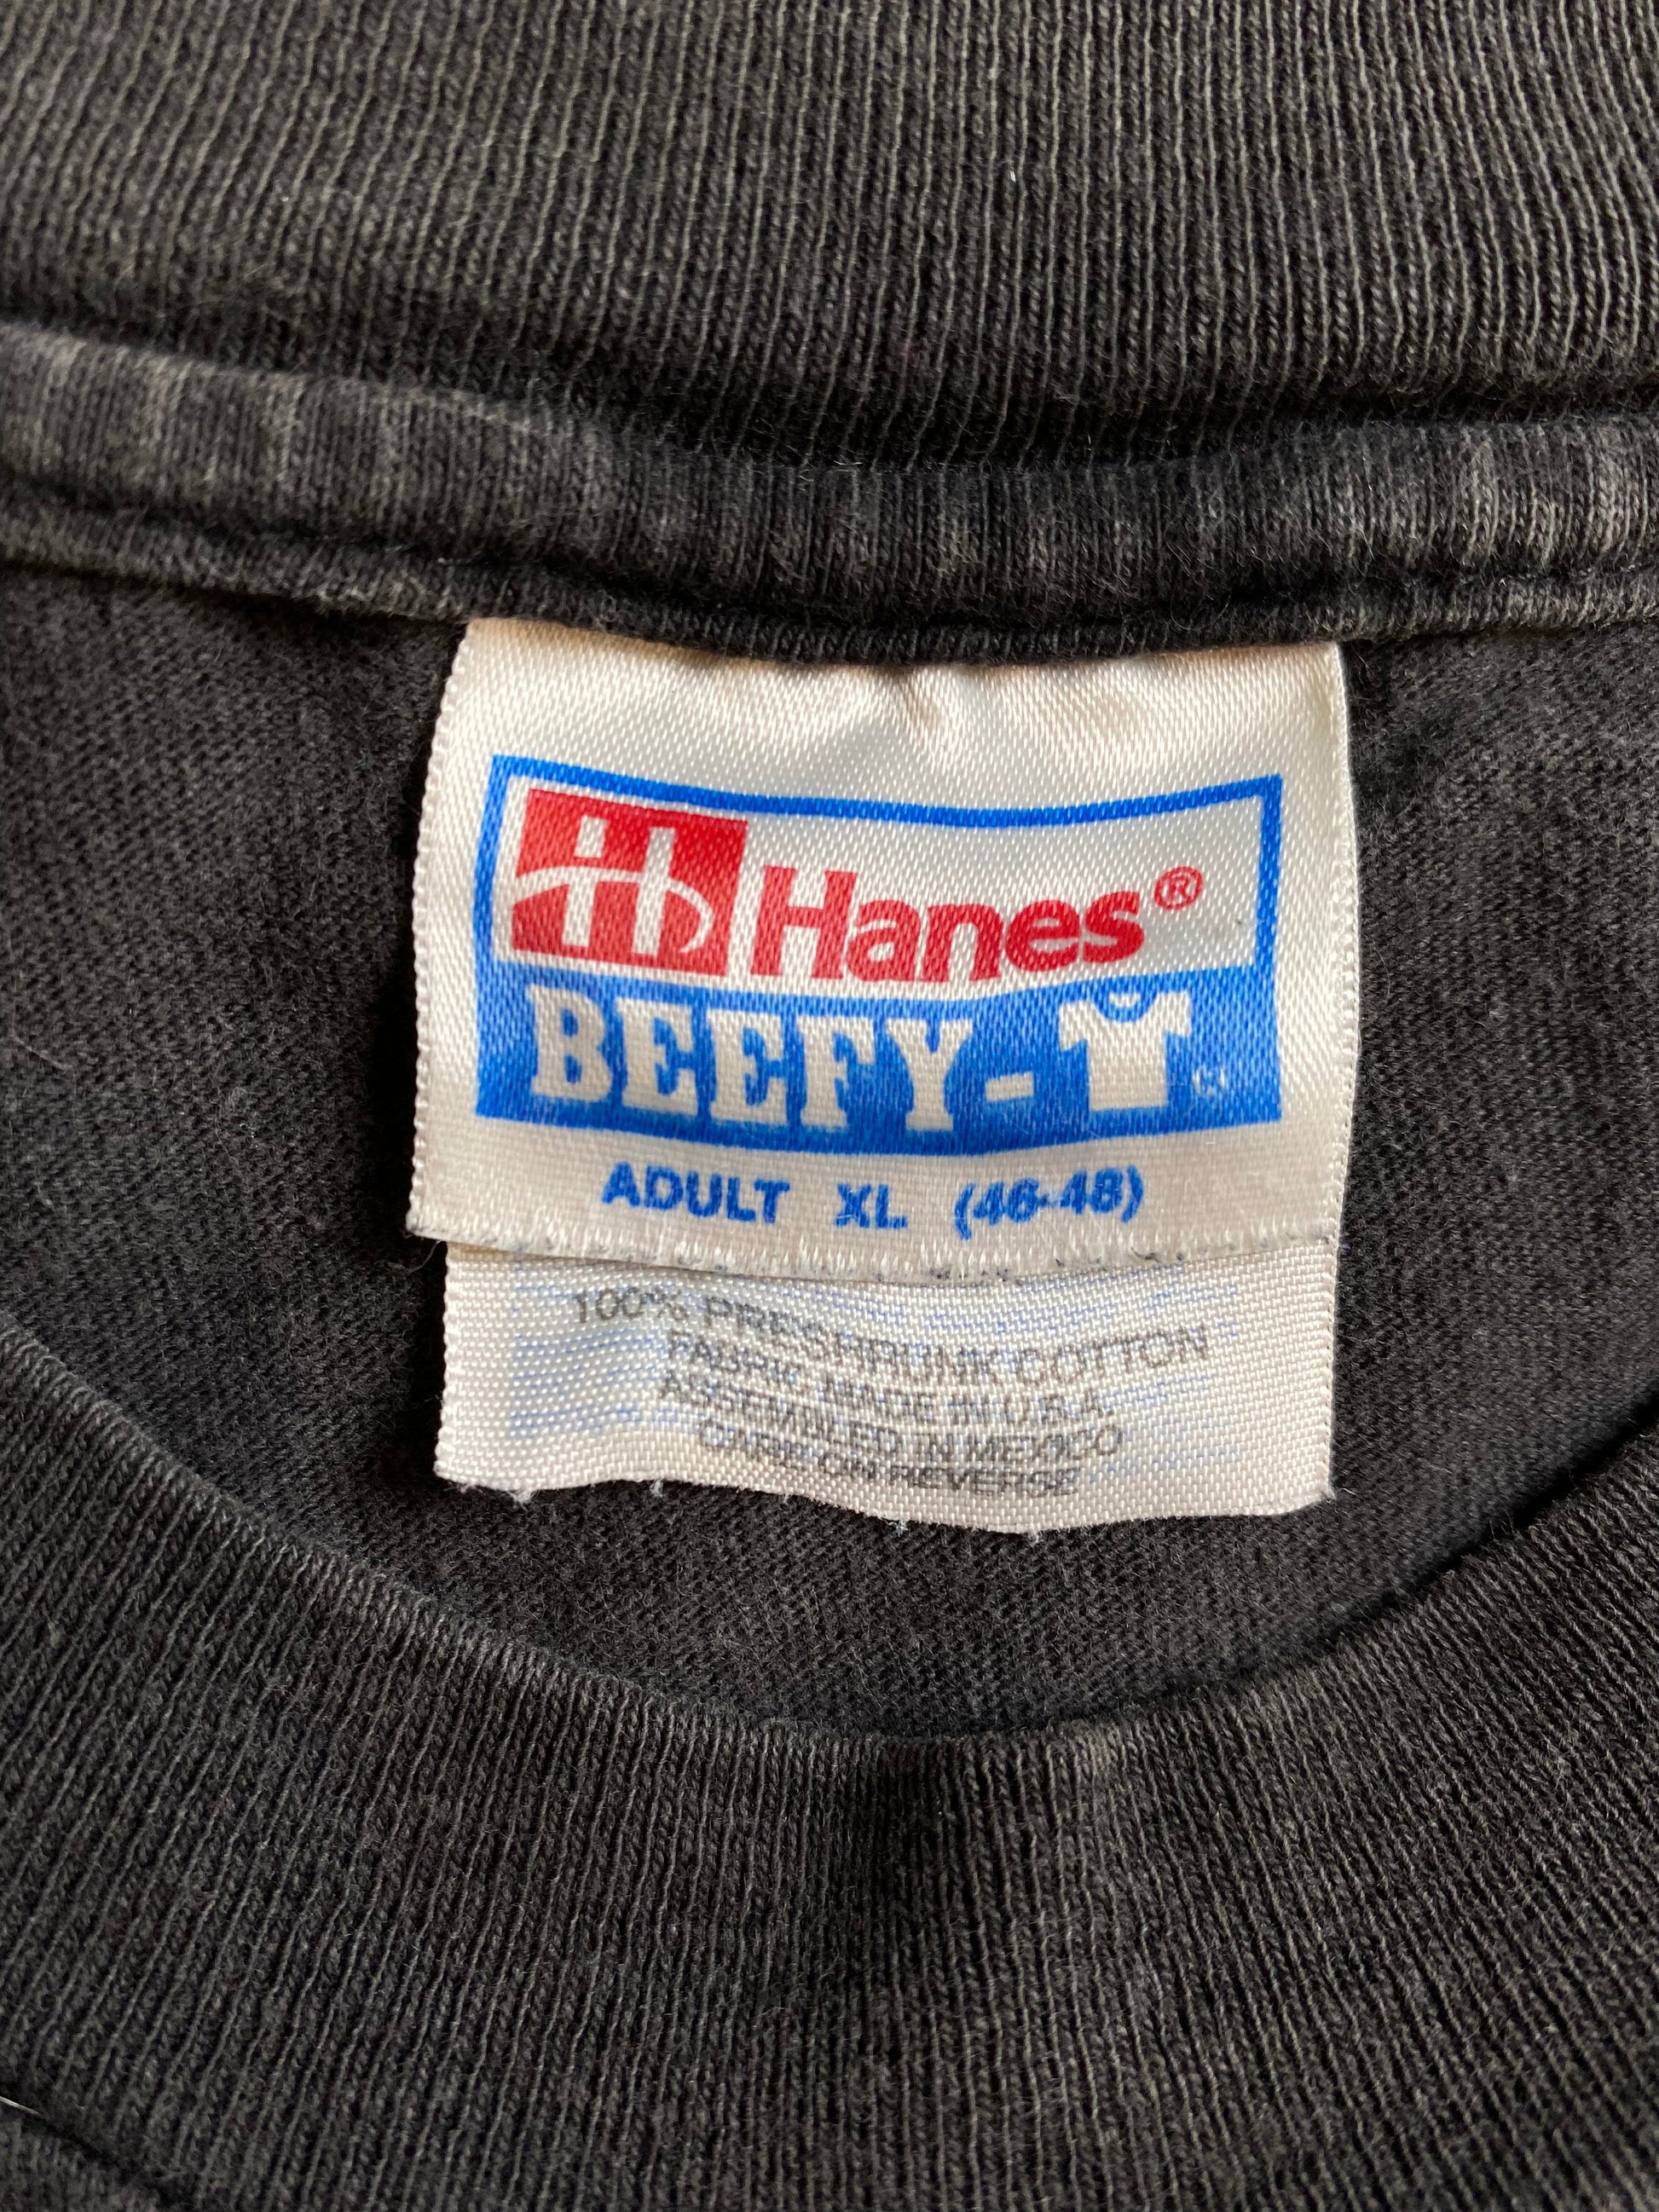 Hanes®
BEEFY-T
ADULT XL (46-48)
100% PRESHRUNK COTTON
FABRIC MADE IN U.S.A.
ASSEMBLED IN MEXICO
CARE ON REVERSE